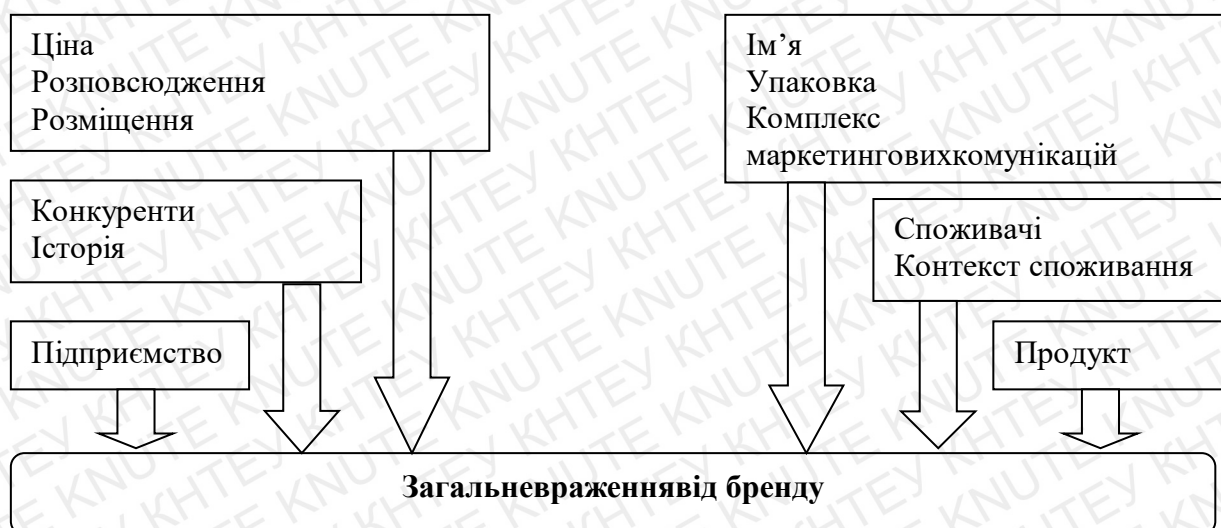 Ціна
Розповсюдження
Розміщення
Ім’я
Упаковка
Комплекс
маркетинговихкомунікацій
Конкуренти
Історія
Споживачі
Контекст споживання
Підприємство
Продукт
Загальневраженнявід бренду